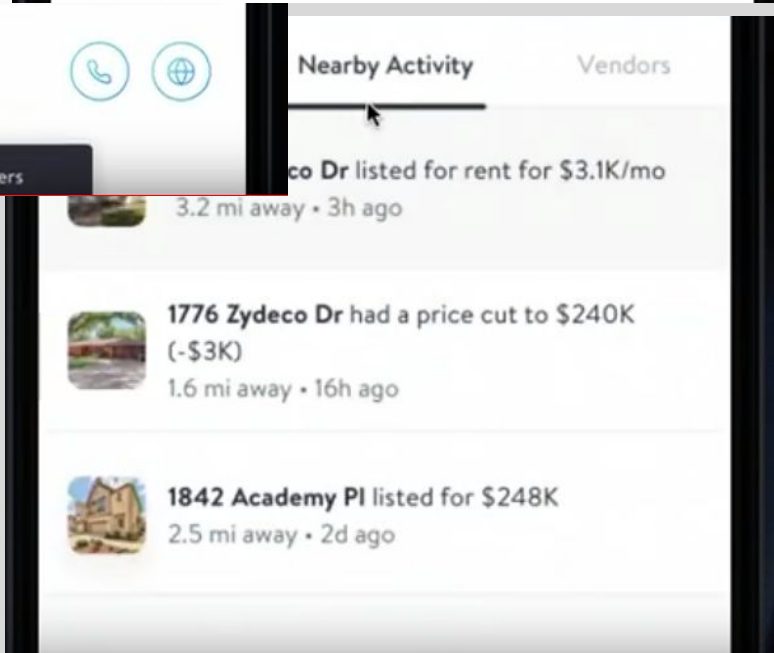 Nearby Activity
Vendors
ers
co Dr listed for rent for $3.1K/mo
3.2 mi away • 3h ago
1776 Zydeco Dr had a price cut to $240K
(-$3K)
1.6 mi away • 16h ago
1842 Academy Pl listed for $248K
2.5 mi away • 2d ago